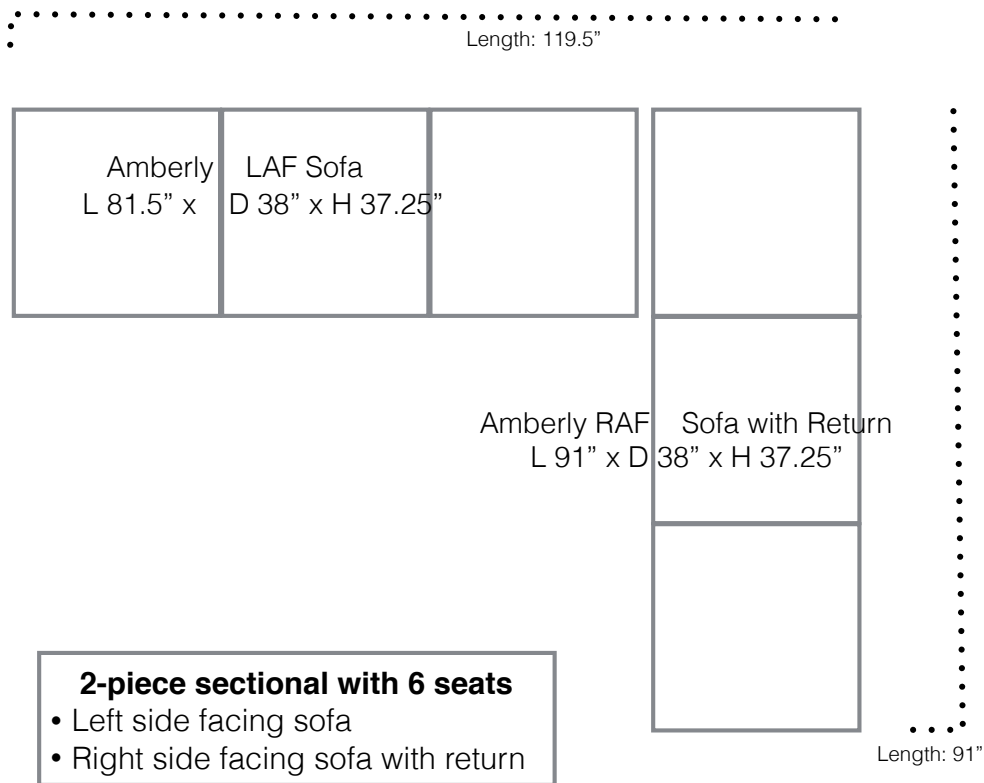 Length: 119.5”
Amberly LAF Sofa
L 81.5” x D 38” x H 37.25”
Amberly RAF Sofa with Return
L 91” x D 38” x H 37.25”
2-piece sectional with 6 seats
• Left side facing sofa
• Right side facing sofa with return
Length: 91”